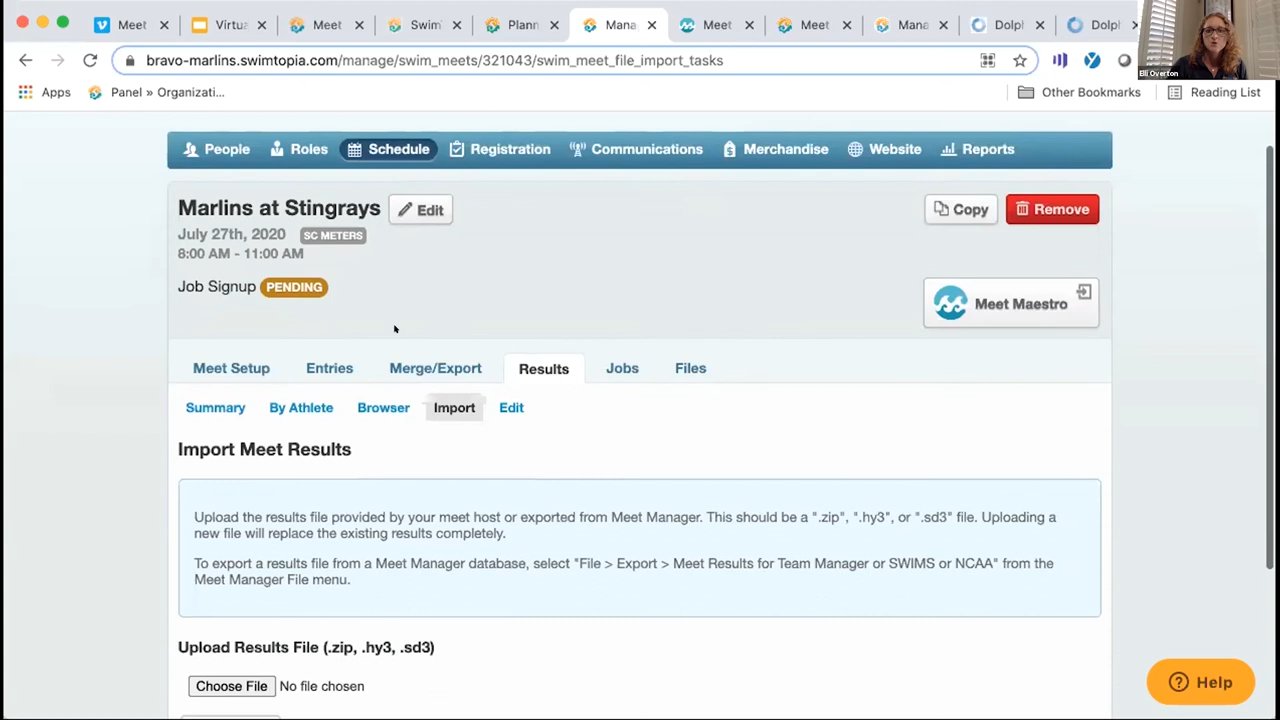 Meet
Virtua
Meet
Swim
Plann
Mana
Meet
Meet
Mana
Dolph
Dolph
bravo-marlins.swimtopia.com/manage/swim_meets/321043/swim_meet_file_import_tasks
Elli Overton
Apps
Panel » Organizati...
Other Bookmarks
Reading List
People
Roles
Schedule
Registration
Communications
Merchandise
Website
Reports
Marlins at Stingrays
Edit
Copy
Remove
July 27th, 2020 SC METERS
8:00 AM - 11:00 AM
Job Signup PENDING
Meet Maestro
Meet Setup
Entries
Merge/Export
Results
Jobs
Files
Summary
By Athlete
Browser
Import
Edit
Import Meet Results
Upload the results file provided by your meet host or exported from Meet Manager. This should be a ".zip", ".hy3", or ".sd3" file. Uploading a
new file will replace the existing results completely.
To export a results file from a Meet Manager database, select "File > Export > Meet Results for Team Manager or SWIMS or NCAA" from the
Meet Manager File menu.
Upload Results File (.zip, .hy3, .sd3)
Choose File No file chosen
Help